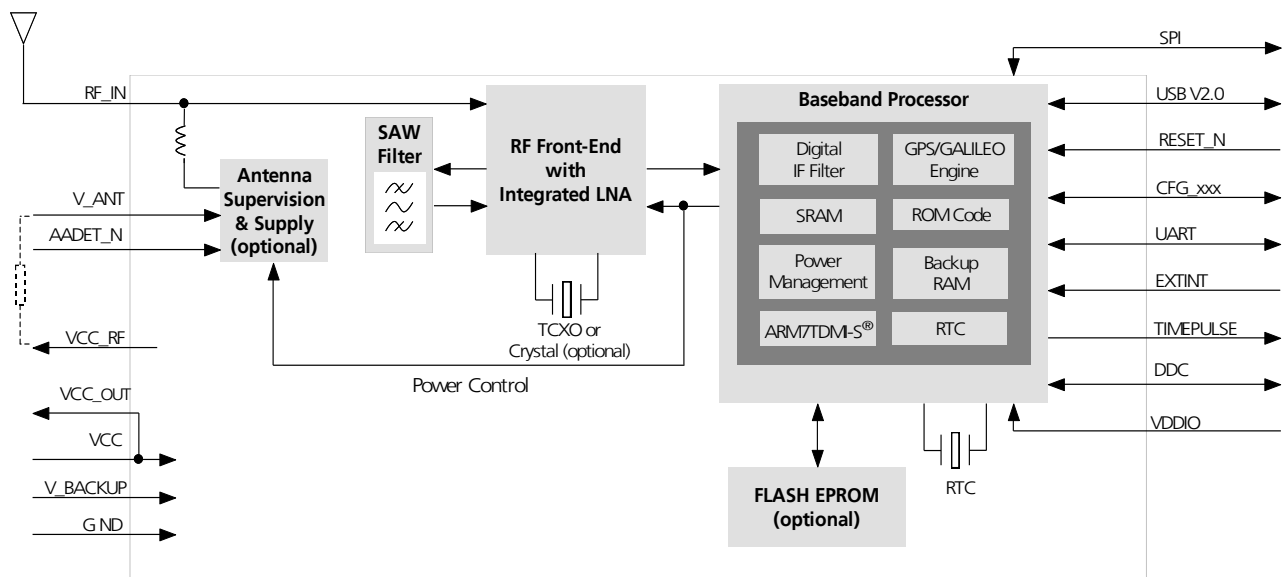 SPI
RF_IN
Baseband Processor
USB V2.0
SAW
Filter
RF Front-End
with
Integrated LNA
Digital
IF Filter
GPS/GALILEO
Engine
RESET_N
Antenna
Supervision
& Supply
(optional)
V_ANT
AADET_N
SRAM
ROM Code
CFG_xxx
UART
Power
Management
Backup
RAM
EXTINT
TCXO or
Crystal (optional)
ARM7TDMI-S®
RTC
TIMEPULSE
VCC_RF
Power Control
DDC
VCC_OUT
VCC
VDDIO
V_BACKUP
GND
FLASH EPROM
(optional)
RTC